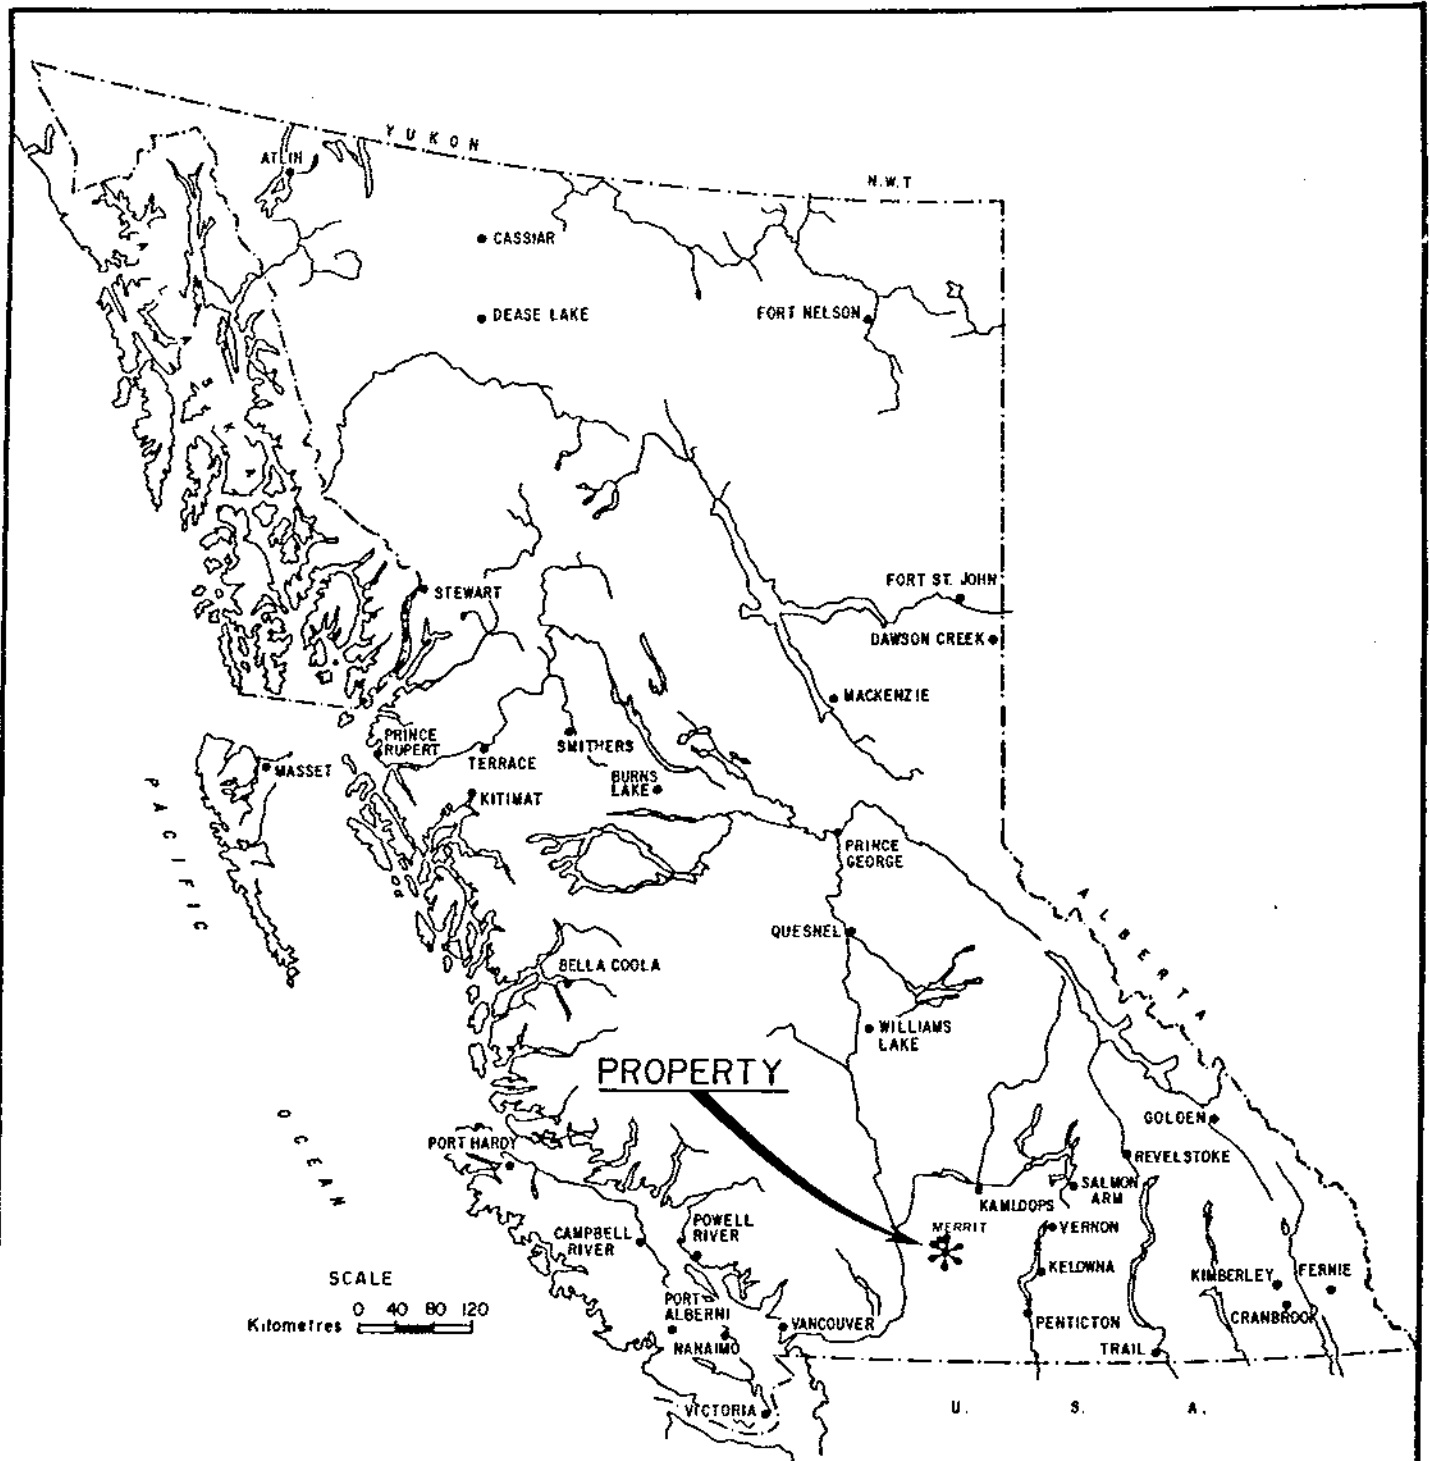 YUKON
N.W.T
ATLIN
CASSIAR
DEASE LAKE
FORT NELSON
ALASKA
STEWART
FORT ST. JOHN
DAWSON CREEK
MACKENZIE
PRINCE
RUPERT
TERRACE
SMITHERS
MASSET
KITIMAT
BURNS
LAKE
PRINCE
GEORGE
PACIFIC
ALBERTA
QUESNEL
BELLA COOLA
WILLIAMS
LAKE
PROPERTY
OCEAN
GOLDEN
PORT HARDY
REVELSTOKE
SALMON
ARM
KAMLOOPS
CAMPBELL
RIVER
POWELL
RIVER
MERRIT
VERNON
KELOWNA
KIMBERLEY
FERNIE
SCALE
0 40 80 120
Kilometres
PORT
ALBERNI
VANCOUVER
PENTICTON
CRANBROOK
NANAIMO
TRAIL
VICTORIA
U. S. A.